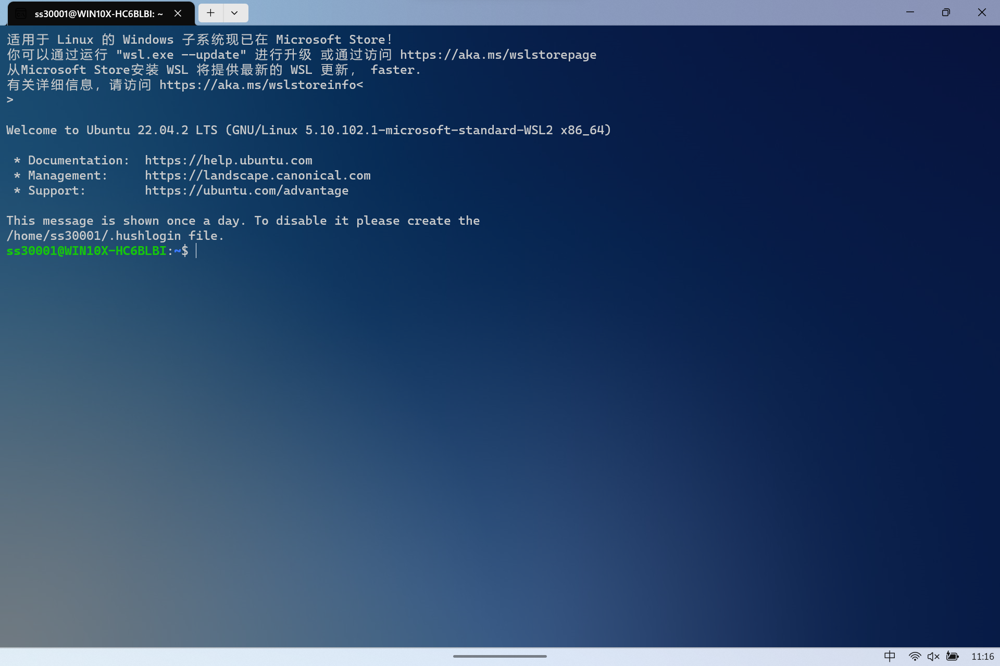 ss30001@WIN10X-HC6BLBI: ~
适用于 Linux 的 Windows 子系统现已在 Microsoft Store！
你可以通过运行 "wsl.exe --update" 进行升级 或通过访问 https://aka.ms/wslstorepage
从Microsoft Store安装 WSL 将提供最新的 WSL 更新， faster.
有关详细信息，请访问 https://aka.ms/wslstoreinfo<
>
Welcome to Ubuntu 22.04.2 LTS (GNU/Linux 5.10.102.1-microsoft-standard-WSL2 x86_64)
* Documentation:  https://help.ubuntu.com
* Management:     https://landscape.canonical.com
* Support:        https://ubuntu.com/advantage
This message is shown once a day. To disable it please create the
/home/ss30001/.hushlogin file.
ss30001@WIN10X-HC6BLBI:~$
中 11:16